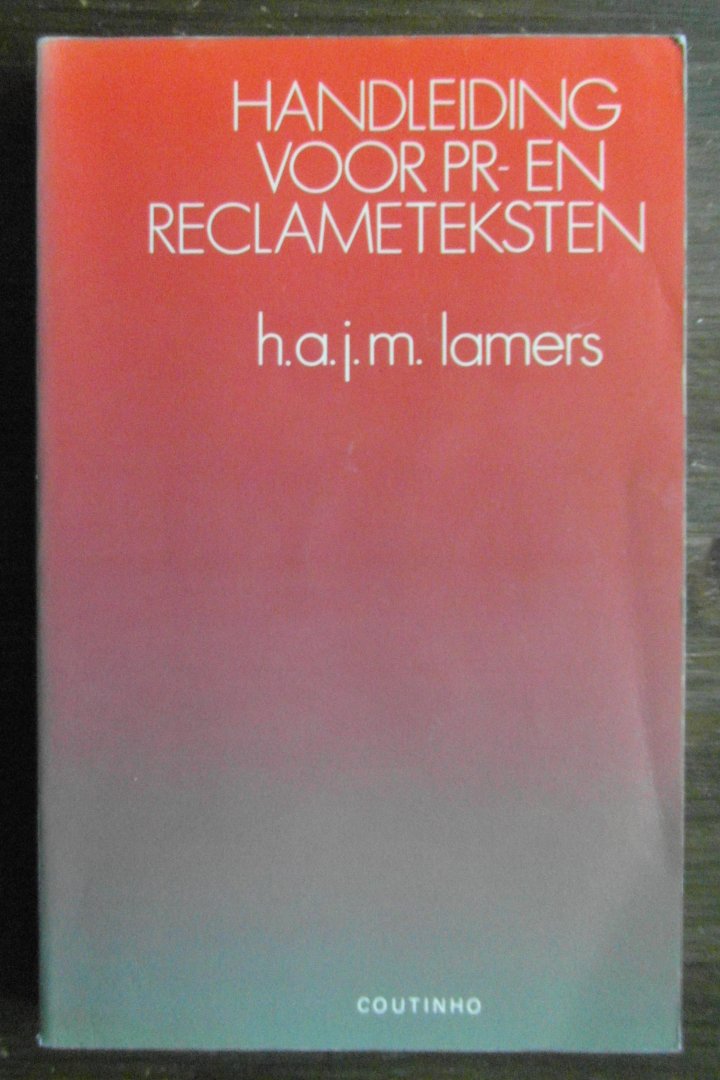 HANDLEIDING
VOOR PR- EN
RECLAMETEKSTEN
h.a.j.m. lamers
COUTINHO